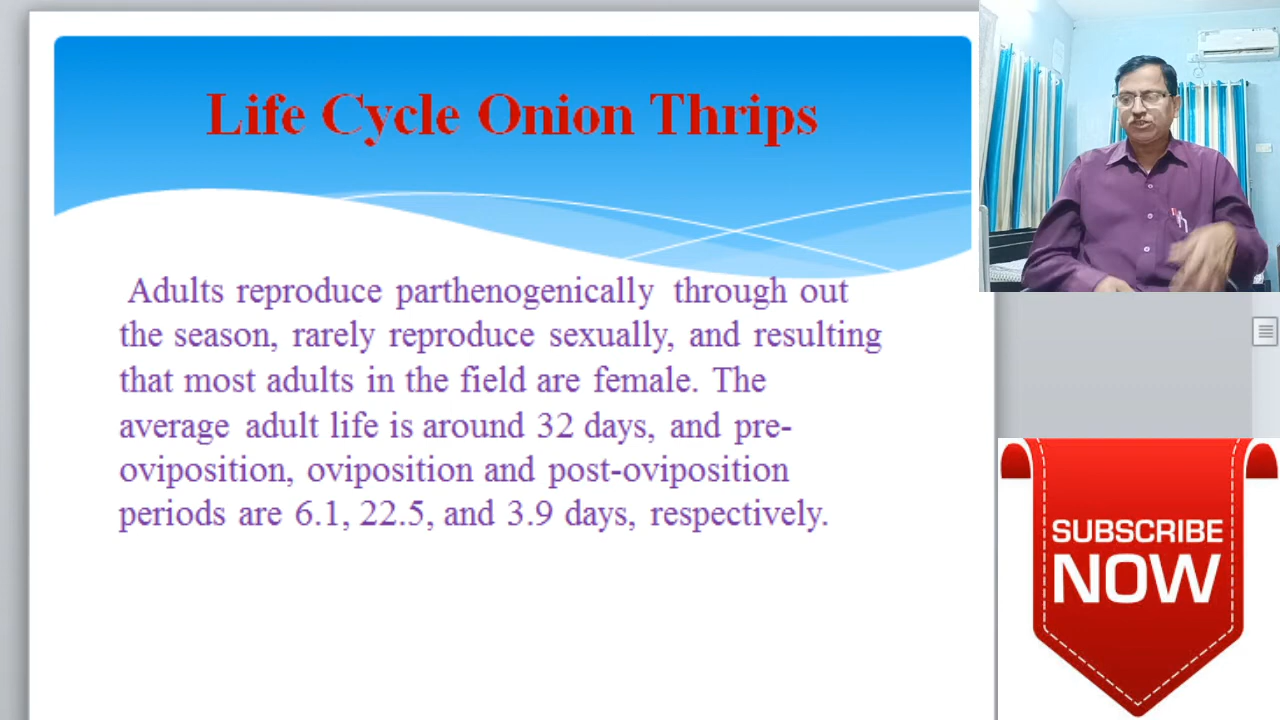 Life Cycle Onion Thrips
Adults reproduce parthenogenically through out
the season, rarely reproduce sexually, and resulting
that most adults in the field are female. The
average adult life is around 32 days, and pre-
oviposition, oviposition and post-oviposition
periods are 6.1, 22.5, and 3.9 days, respectively.
SUBSCRIBE
NOW